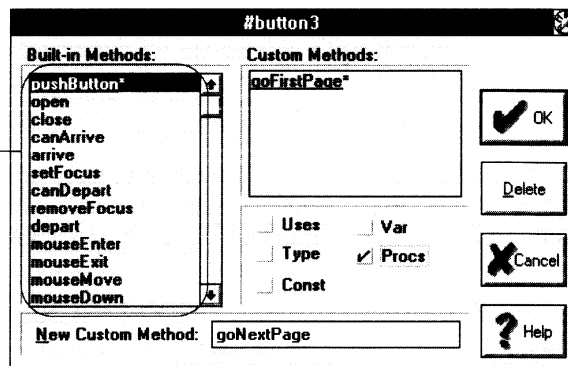 #button3
Built-in Methods:
pushButton*
open
close
canArrive
arrive
setFocus
canDepart
removeFocus
depart
mouseEnter
mouseExit
mouseMove
mouseDown
Custom Methods:
goFirstPage*
Uses
Var
Type
Procs
Const
New Custom Method: goNextPage
OK
Delete
Cancel
Help